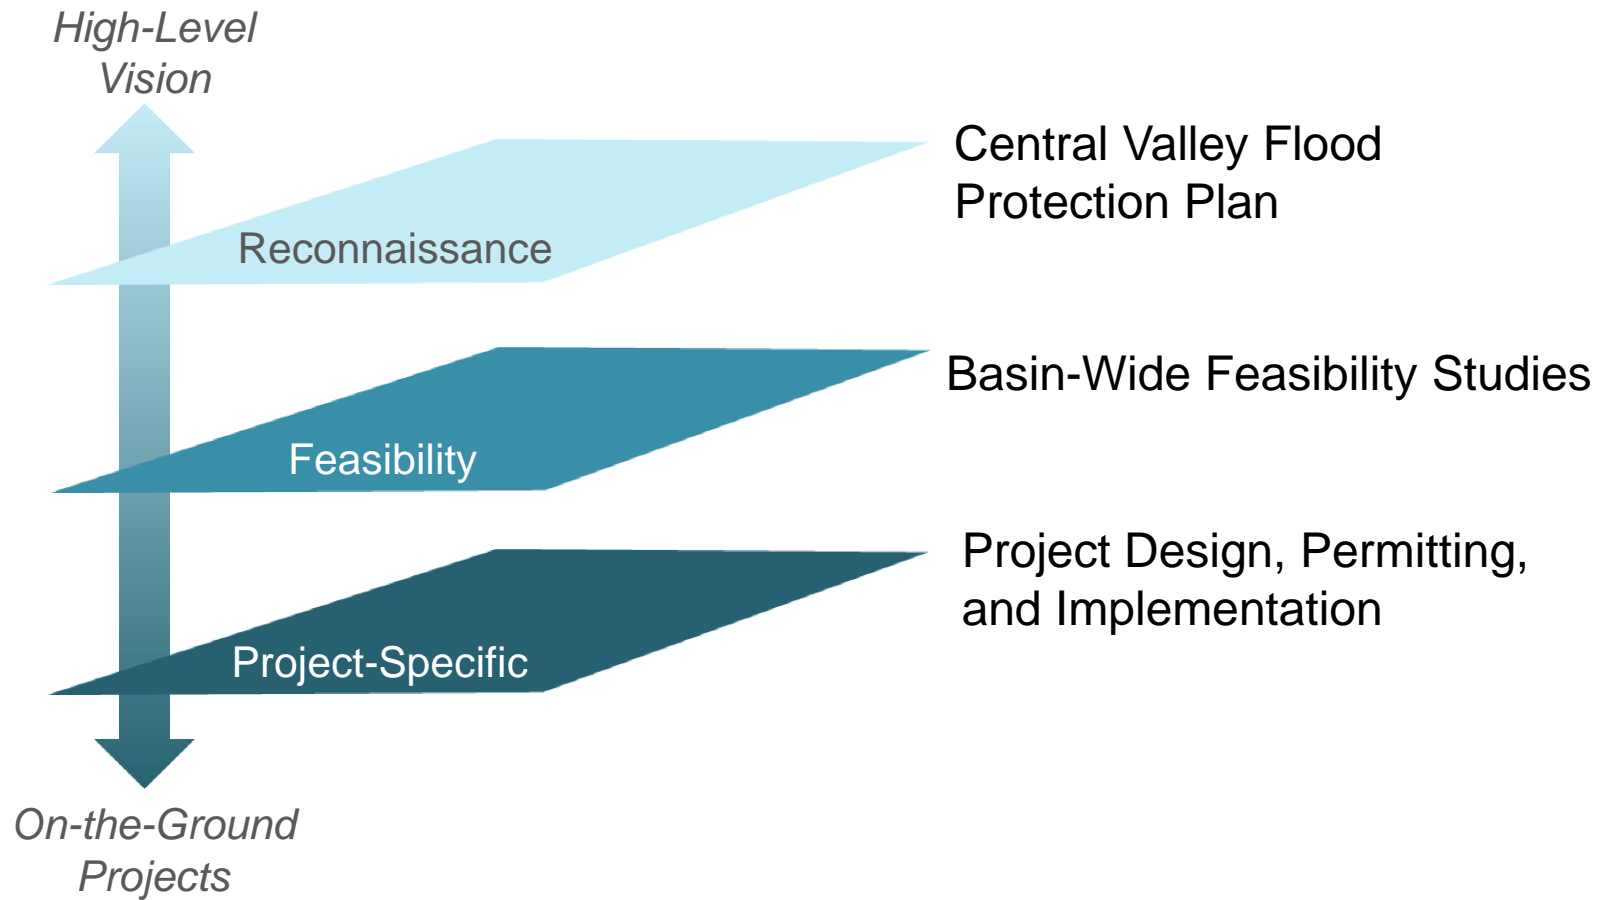 High-Level
Vision
Central Valley Flood
Protection Plan
Reconnaissance
Basin-Wide Feasibility Studies
Feasibility
Project Design, Permitting,
and Implementation
Project-Specific
On-the-Ground
Projects